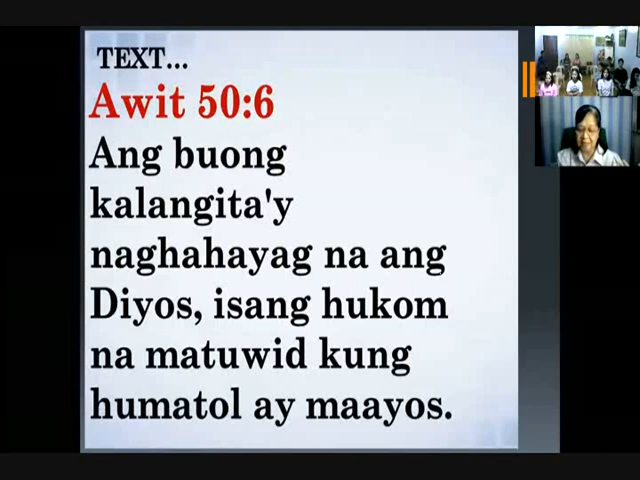 TEXT...
Awit 50:6
Ang buong
kalangita'y
naghahayag na ang
Diyos, isang hukom
na matuwid kung
humatol ay maayos.